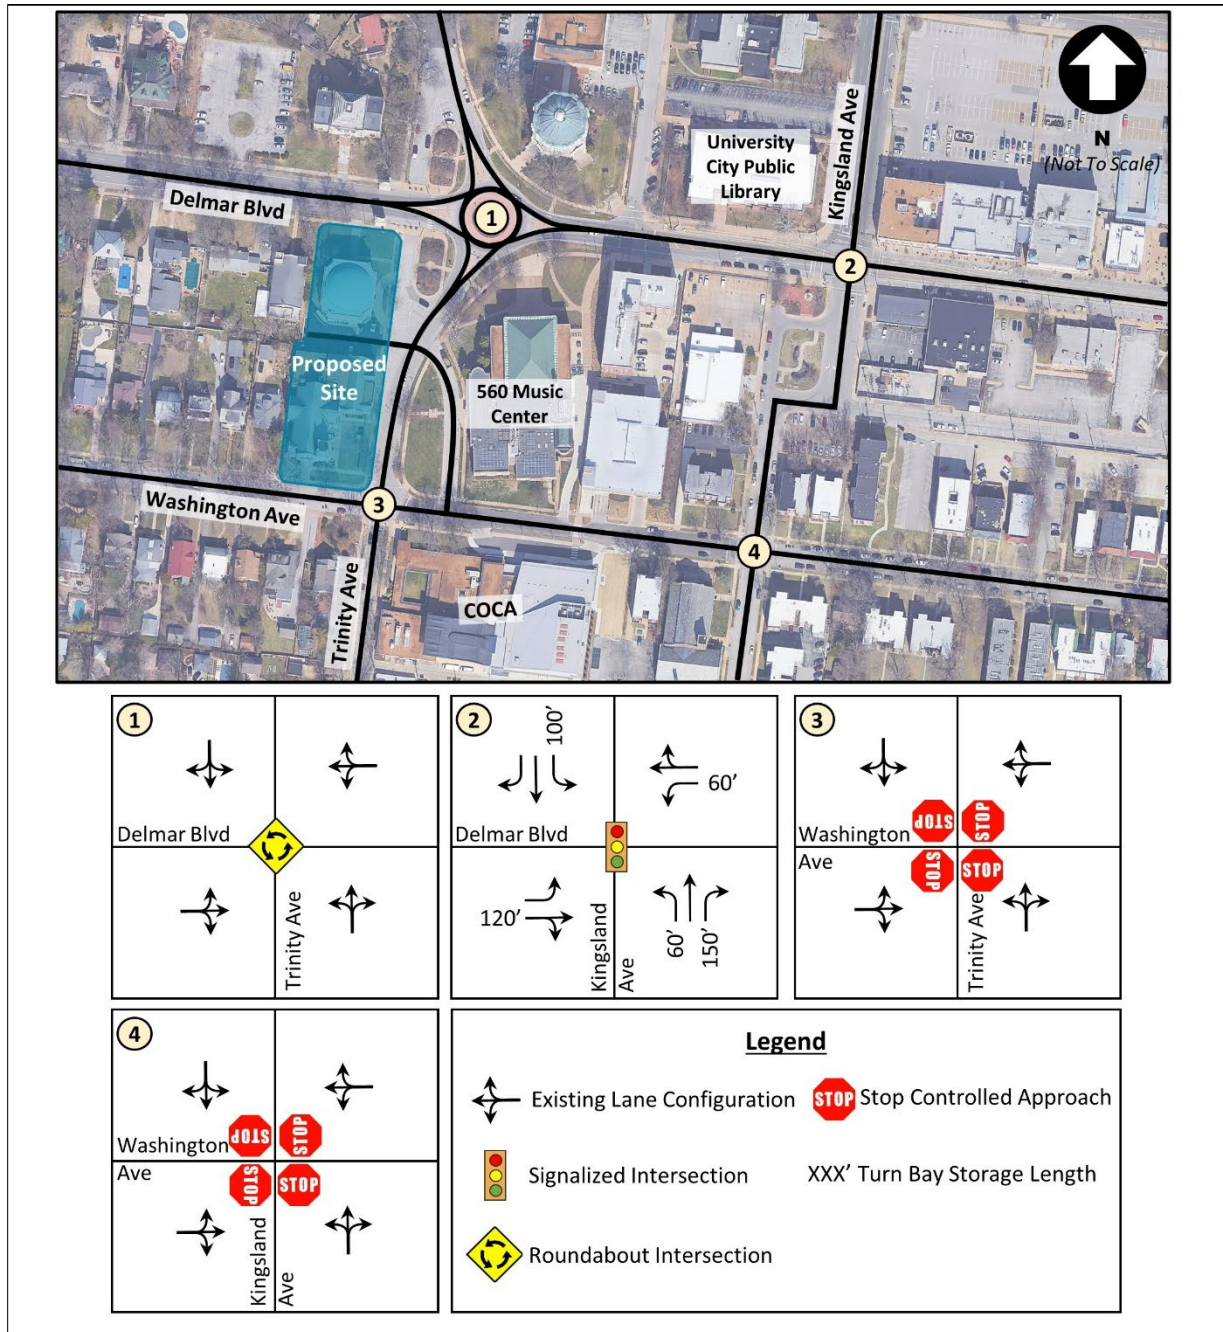 Delmar Blvd
1
University
City Public
Library
Kingsland Ave
N
(Not To Scale)
2
Proposed
Site
560 Music
Center
Washington Ave
3
Trinity Ave
COCA
4
1
Delmar Blvd
Trinity Ave
2
100'
60'
Delmar Blvd
120'
Kingsland
Ave
60'
150'
3
Washington
Ave
STOP
STOP
STOP
STOP
Trinity Ave
4
Washington
Ave
STOP
STOP
STOP
STOP
Kingsland
Ave
Legend
Existing Lane Configuration
STOP Stop Controlled Approach
Signalized Intersection
XXX' Turn Bay Storage Length
Roundabout Intersection